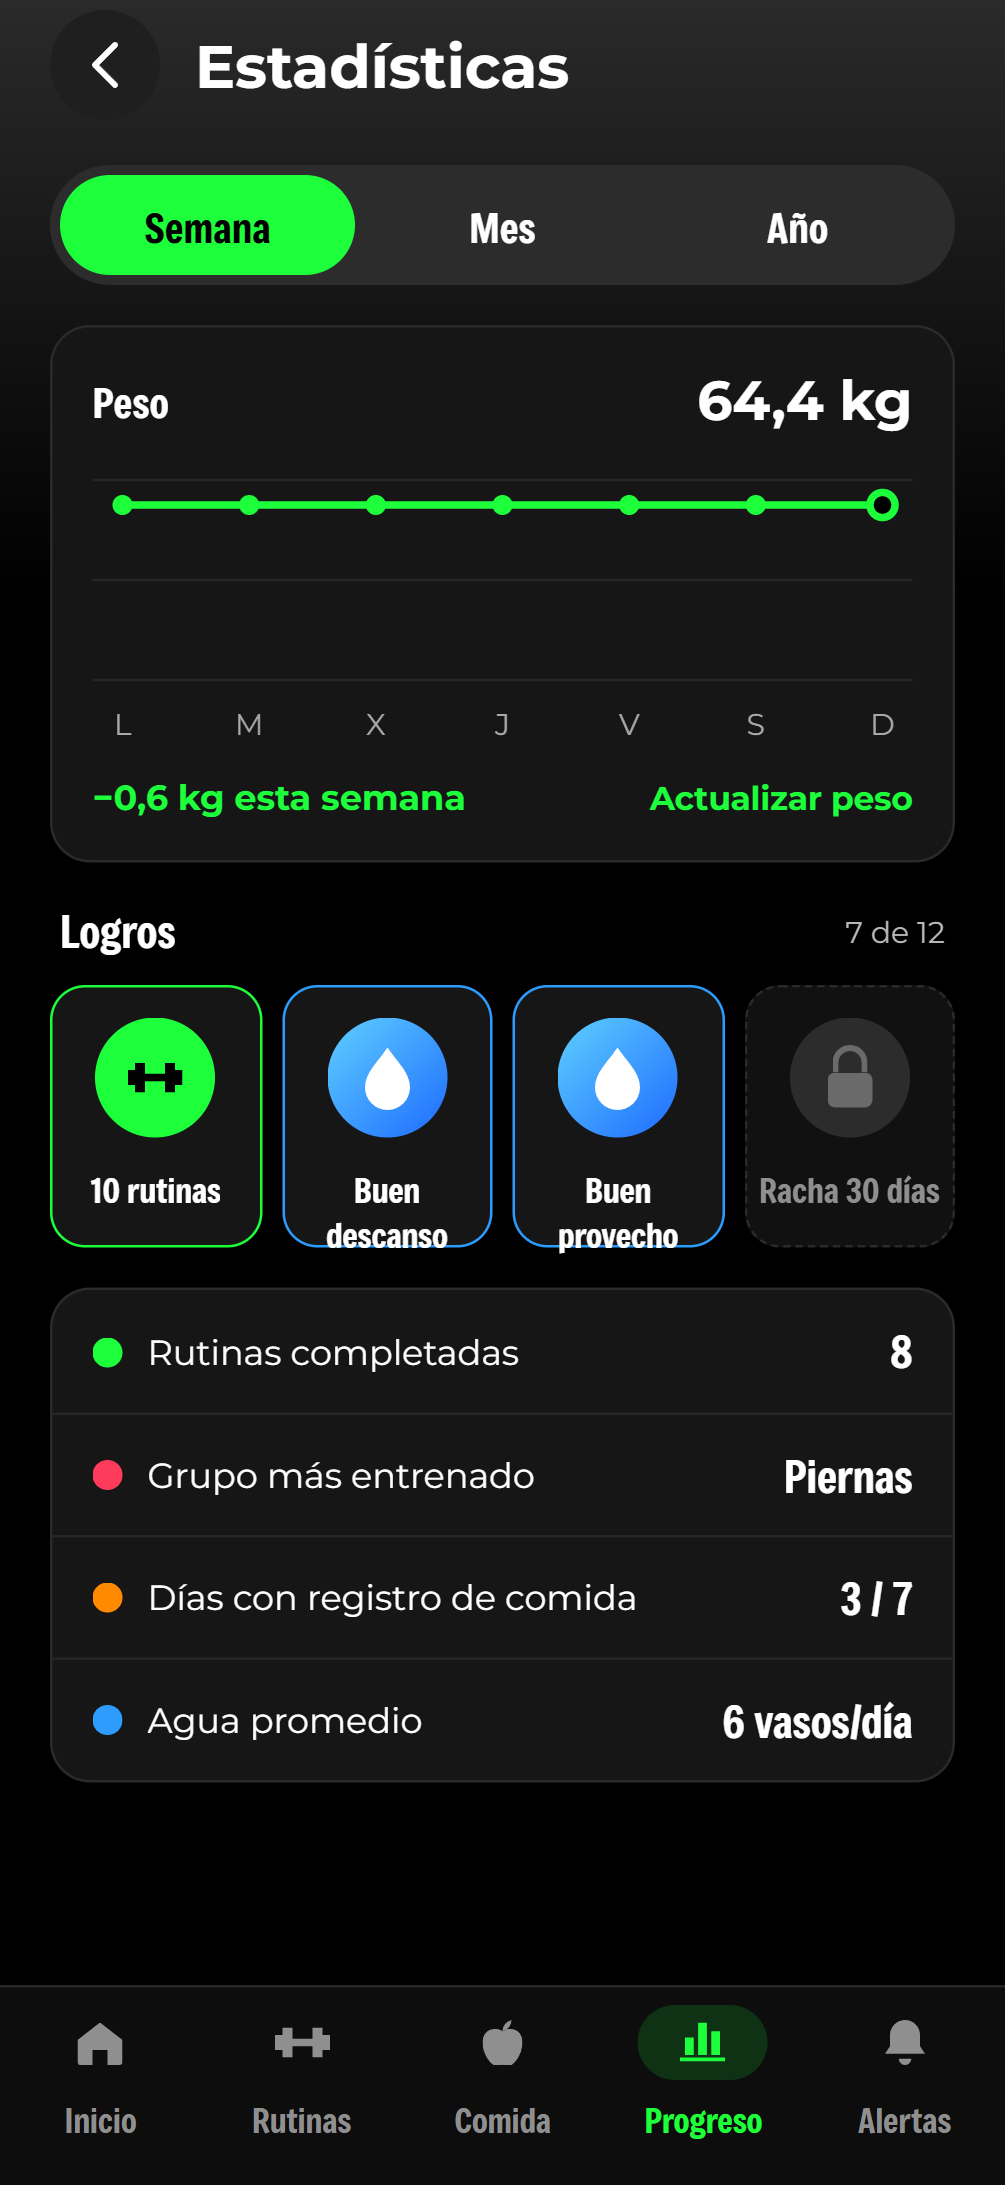 Estadísticas
Semana Mes Año
Peso 64,4 kg
L M X J V S D
−0,6 kg esta semana Actualizar peso
Logros 7 de 12
10 rutinas
Buen
descanso
Buen
provecho
Racha 30 días
Rutinas completadas 8
Grupo más entrenado Piernas
Días con registro de comida 3 / 7
Agua promedio 6 vasos/día
Inicio Rutinas Comida Progreso Alertas